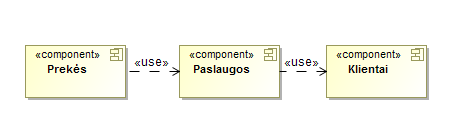 «component»
Prekės
«use»
«component»
Paslaugos
«use»
«component»
Klientai